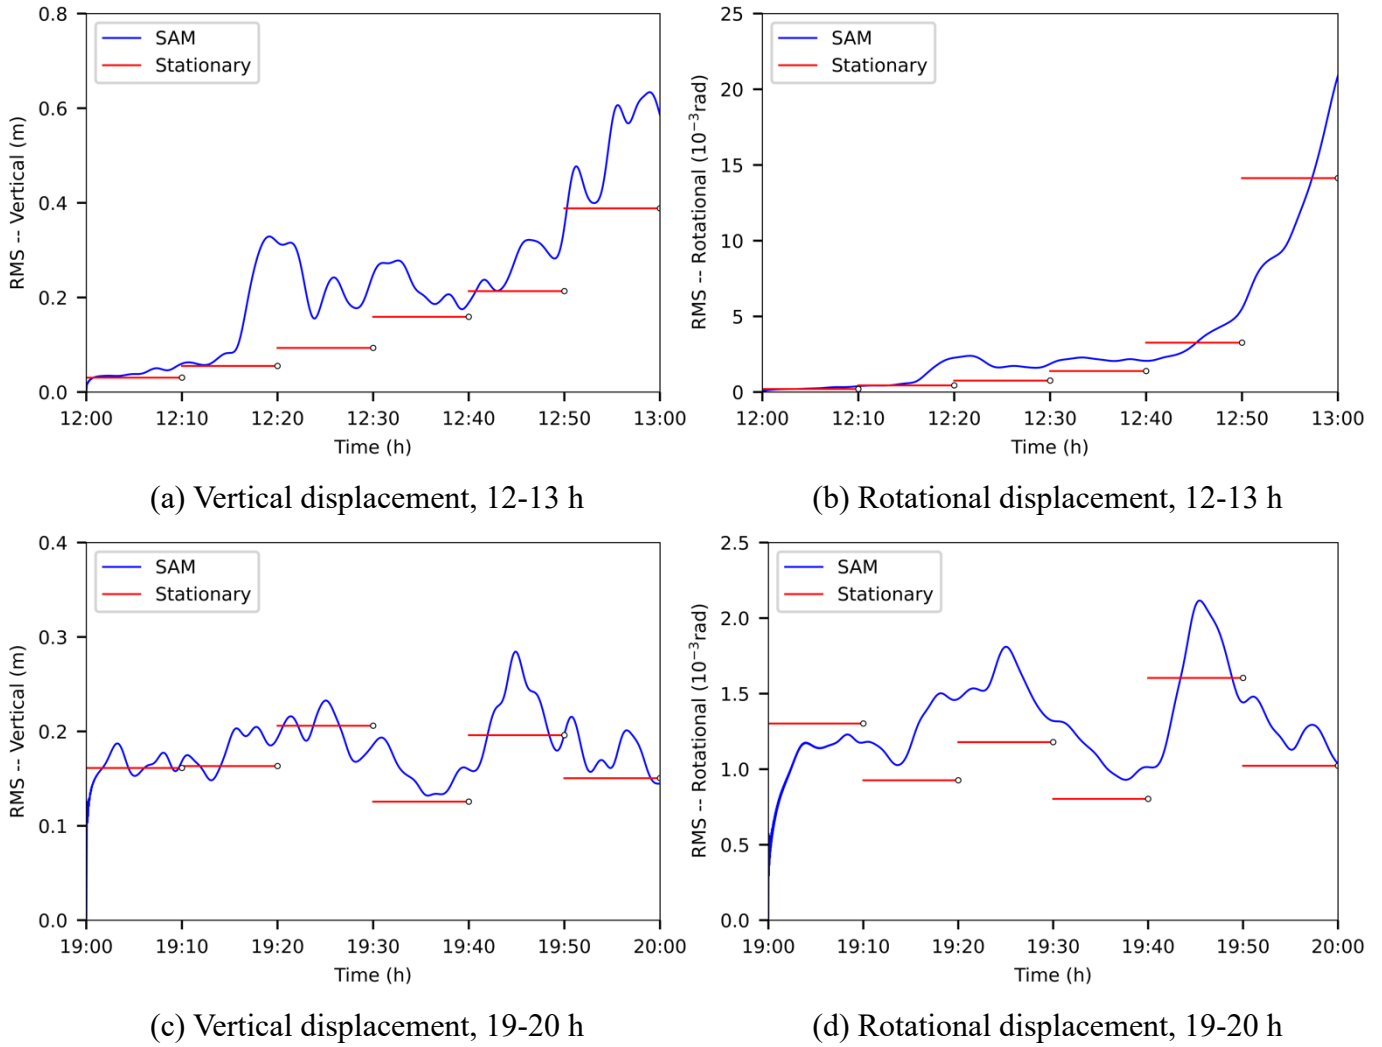 0.8
0.6
0.4
0.2
0.0
RMS -- Vertical (m)
SAM
Stationary
12:00 12:10 12:20 12:30 12:40 12:50 13:00
Time (h)
(a) Vertical displacement, 12-13 h
25
20
15
10
5
0
RMS -- Rotational (10⁻³rad)
SAM
Stationary
12:00 12:10 12:20 12:30 12:40 12:50 13:00
Time (h)
(b) Rotational displacement, 12-13 h
0.4
0.3
0.2
0.1
0.0
RMS -- Vertical (m)
SAM
Stationary
19:00 19:10 19:20 19:30 19:40 19:50 20:00
Time (h)
(c) Vertical displacement, 19-20 h
2.5
2.0
1.5
1.0
0.5
0.0
RMS -- Rotational (10⁻³rad)
SAM
Stationary
19:00 19:10 19:20 19:30 19:40 19:50 20:00
Time (h)
(d) Rotational displacement, 19-20 h